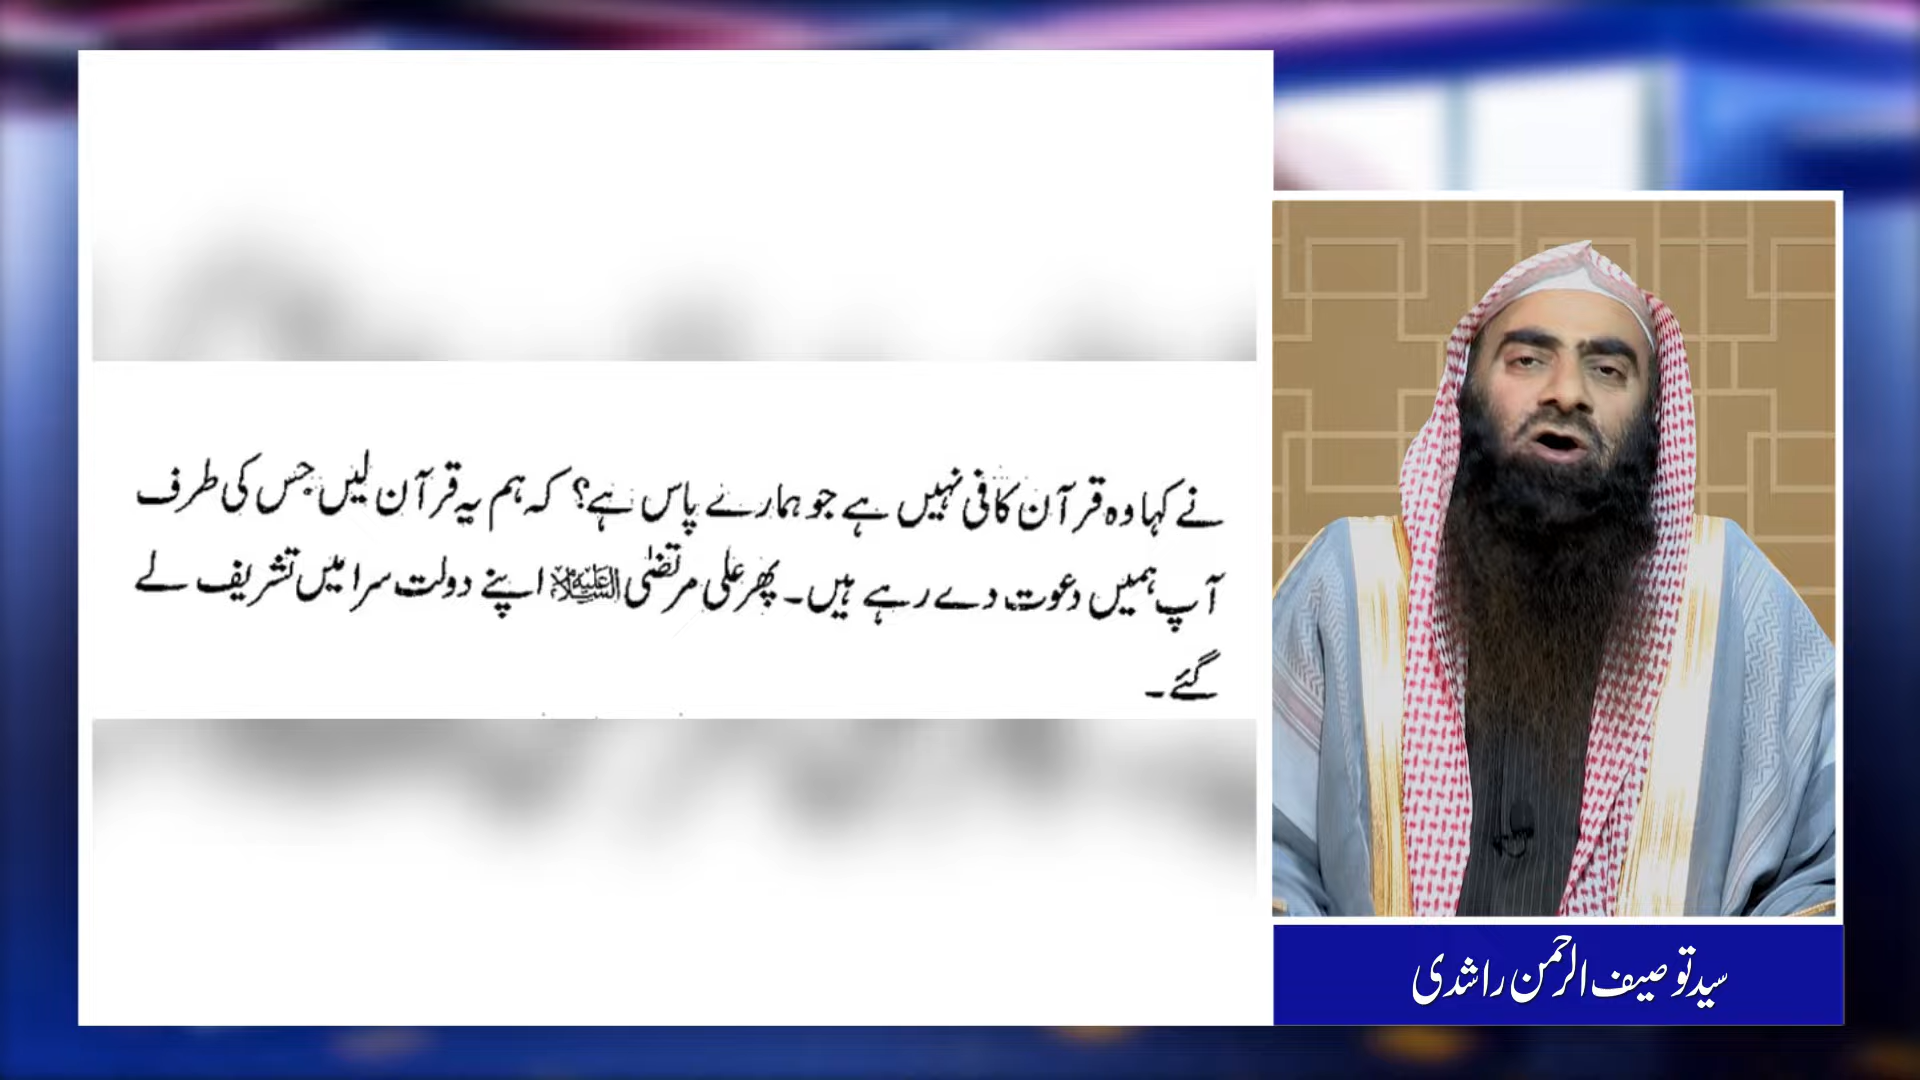 نے کہا وہ قرآن کافی نہیں ہے جو ہمارے پاس ہے؟ کہ ہم یہ قرآن لیں جس کی طرف
آپ ہمیں دعوت دے رہے ہیں۔ پھر علی مرتضیٰ علیہ السلام اپنے دولت سرا میں تشریف لے
گئے۔
سید توصیف الرحمن راشدی